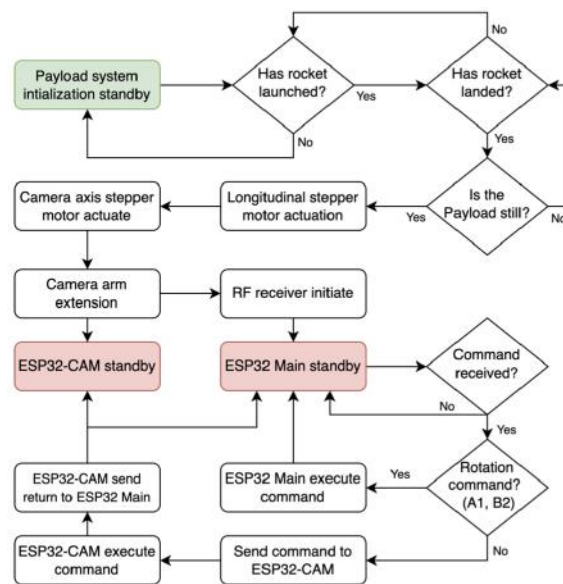 No
Payload system
intialization standby
Has rocket
launched?
Yes
Has rocket
landed?
No
Yes
Camera axis stepper
motor actuate
Longitudinal stepper
motor actuation
Yes
Is the
Payload still?
No
Camera arm
extension
RF receiver initiate
ESP32-CAM standby
ESP32 Main standby
Command
received?
No
Yes
ESP32-CAM send
return to ESP32 Main
ESP32 Main execute
command
Yes
Rotation
command?
(A1, B2)
No
ESP32-CAM execute
command
Send command to
ESP32-CAM